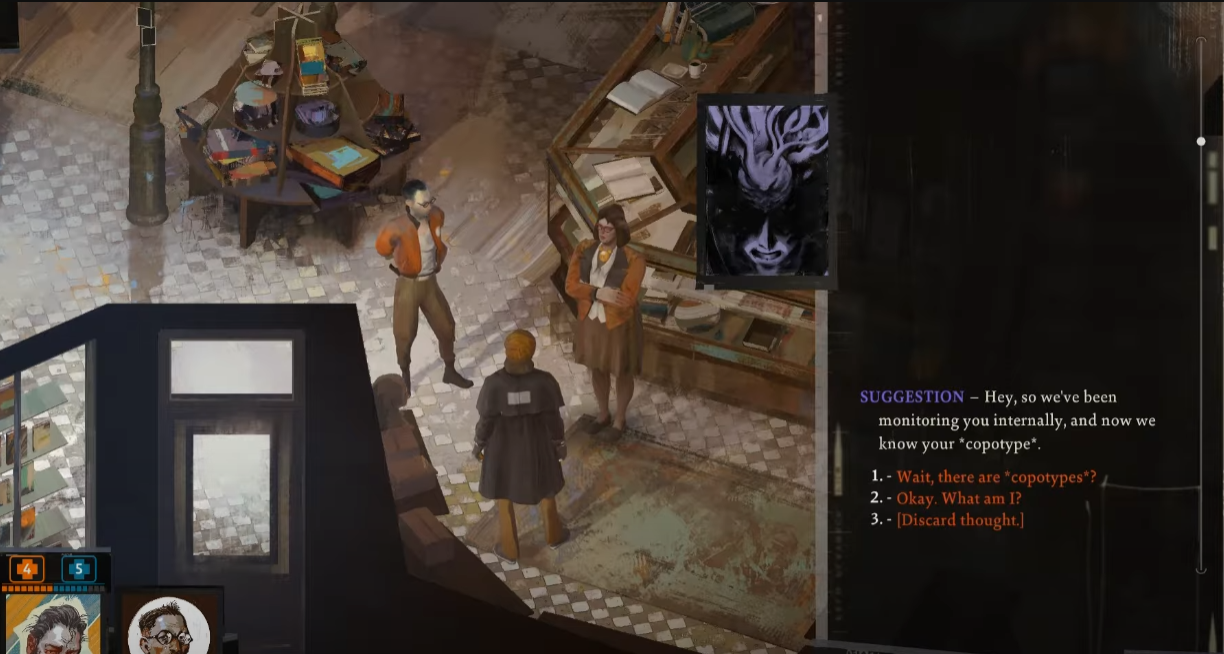 SUGGESTION – Hey, so we've been
monitoring you internally, and now we
know your *copotype*.
1. - Wait, there are *copotypes*?
2. - Okay. What am I?
3. - [Discard thought.]
4
5